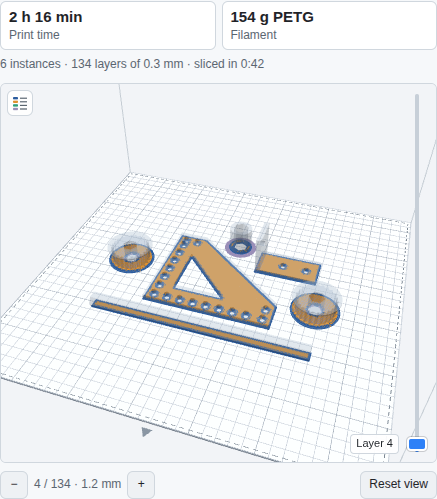 2 h 16 min
Print time
154 g PETG
Filament
6 instances · 134 layers of 0.3 mm · sliced in 0:42
Layer 4
− 4 / 134 · 1.2 mm +
Reset view